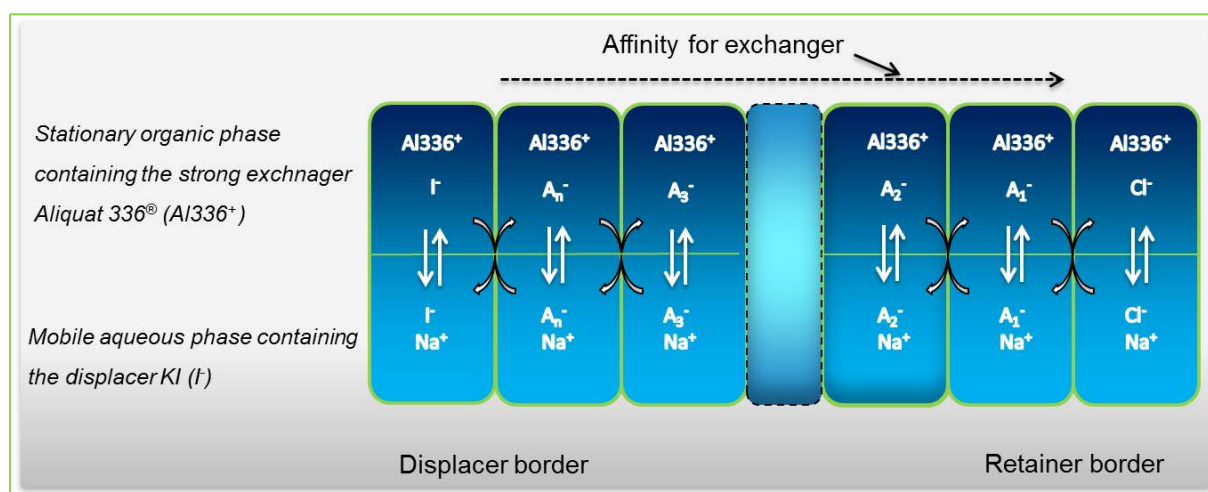 Affinity for exchanger
Stationary organic phase
containing the strong exchnager
Aliquat 336® (Al336⁺)
Al336⁺ Al336⁺ Al336⁺ Al336⁺ Al336⁺ Al336⁺
I⁻ Aₙ⁻ A₃⁻ A₂⁻ A₁⁻ Cl⁻
Mobile aqueous phase containing
the displacer KI (I⁻)
I⁻ Aₙ⁻ A₃⁻ A₂⁻ A₁⁻ Cl⁻
Na⁺ Na⁺ Na⁺ Na⁺ Na⁺ Na⁺
Displacer border
Retainer border